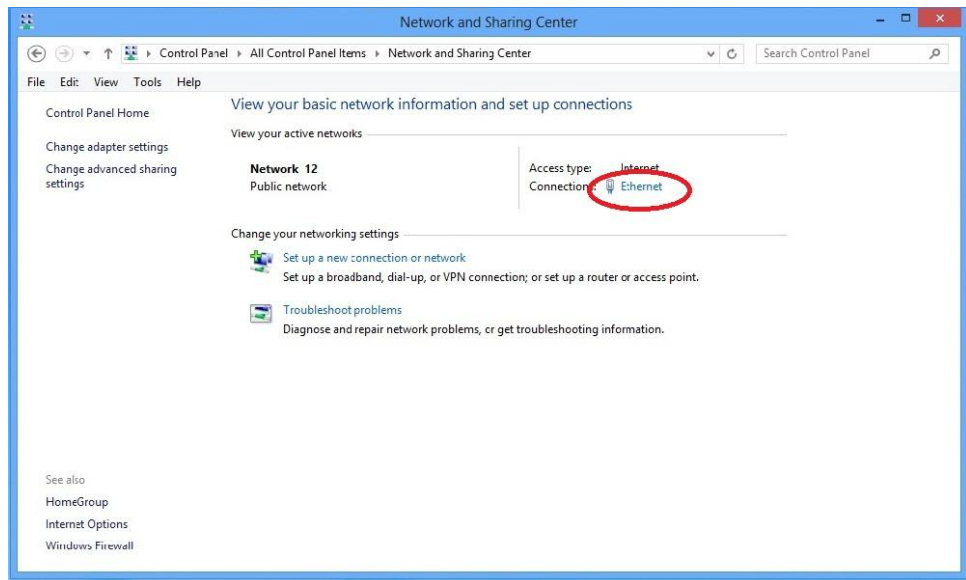 Network and Sharing Center
Control Panel All Control Panel Items Network and Sharing Center
Search Control Panel
File Edit View Tools Help
Control Panel Home
Change adapter settings
Change advanced sharing
settings
View your basic network information and set up connections
View your active networks
Network 12
Public network
Access type: Internet
Connections: Ethernet
Change your networking settings
Set up a new connection or network
Set up a broadband, dial-up, or VPN connection; or set up a router or access point.
Troubleshoot problems
Diagnose and repair network problems, or get troubleshooting information.
See also
HomeGroup
Internet Options
Windows Firewall